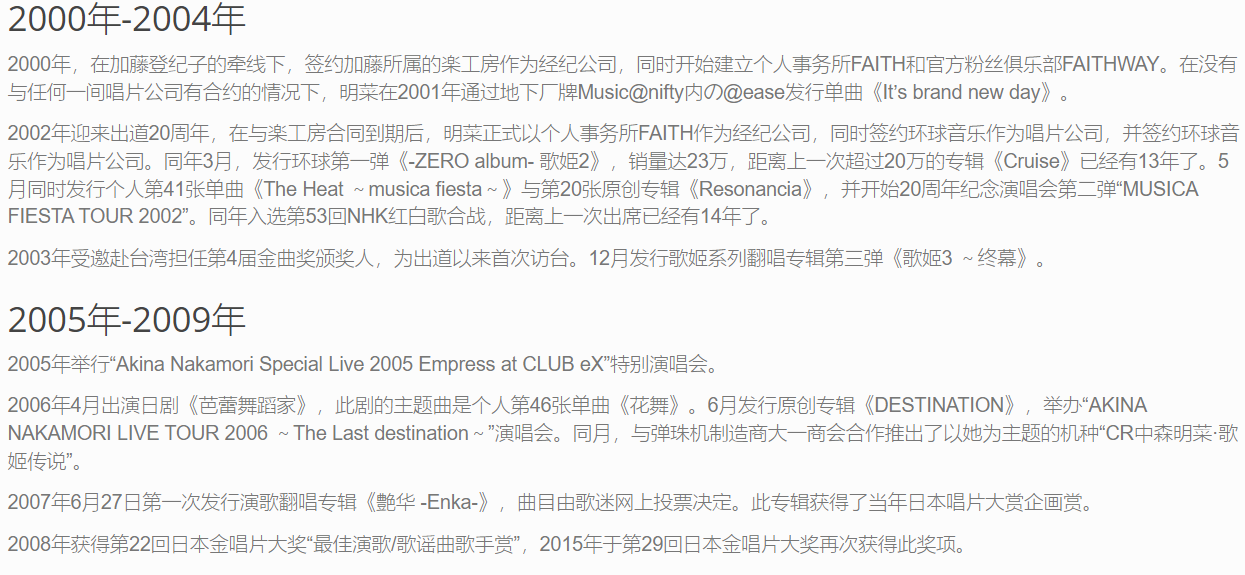 2000年-2004年
2000年，在加藤登纪子的牵线下，签约加藤所属的楽工房作为经纪公司，同时开始建立个人事务所FAITH和官方粉丝俱乐部FAITHWAY。在没有
与任何一间唱片公司有合约的情况下，明菜在2001年通过地下厂牌Music@nifty内の@ease发行单曲《It’s brand new day》。
2002年迎来出道20周年，在与楽工房合同到期后，明菜正式以个人事务所FAITH作为经纪公司，同时签约环球音乐作为唱片公司，并签约环球音
乐作为唱片公司。同年3月，发行环球第一弹《-ZERO album- 歌姫2》，销量达23万，距离上一次超过20万的专辑《Cruise》已经有13年了。5
月同时发行个人第41张单曲《The Heat ～musica fiesta～》与第20张原创专辑《Resonancia》，并开始20周年纪念演唱会第二弹“MUSICA
FIESTA TOUR 2002”。同年入选第53回NHK红白歌合战，距离上一次出席已经有14年了。
2003年受邀赴台湾担任第4届金曲奖颁奖人，为出道以来首次访台。12月发行歌姬系列翻唱专辑第三弹《歌姬3 ～终幕》。
2005年-2009年
2005年举行“Akina Nakamori Special Live 2005 Empress at CLUB eX”特别演唱会。
2006年4月出演日剧《芭蕾舞蹈家》，此剧的主题曲是个人第46张单曲《花舞》。6月发行原创专辑《DESTINATION》，举办“AKINA
NAKAMORI LIVE TOUR 2006 ～The Last destination～”演唱会。同月，与弹珠机制造商大一商会合作推出了以她为主题的机种“CR中森明菜·歌
姬传说”。
2007年6月27日第一次发行演歌翻唱专辑《艶华 -Enka-》，曲目由歌迷网上投票决定。此专辑获得了当年日本唱片大赏企画赏。
2008年获得第22回日本金唱片大奖“最佳演歌/歌谣曲歌手赏”，2015年于第29回日本金唱片大奖再次获得此奖项。